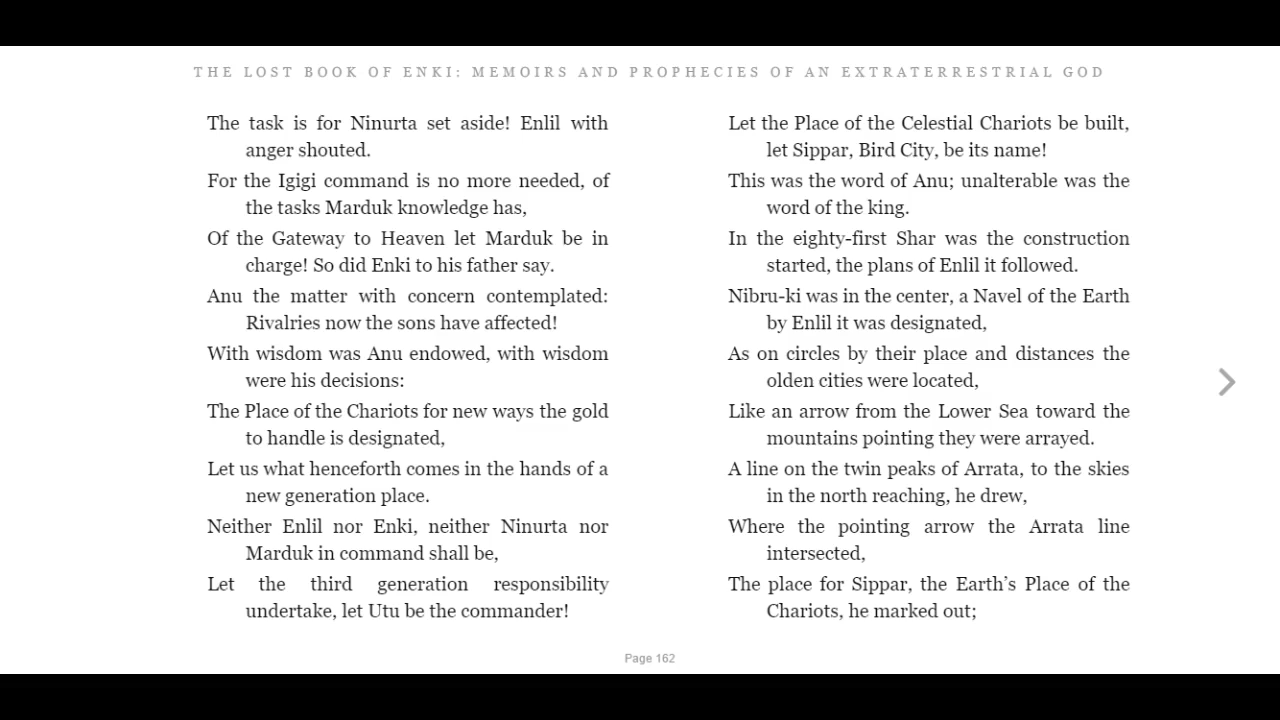 THE LOST BOOK OF ENKI: MEMOIRS AND PROPHECIES OF AN EXTRATERRESTRIAL GOD
The task is for Ninurta set aside! Enlil with
anger shouted.
For the Igigi command is no more needed, of
the tasks Marduk knowledge has,
Of the Gateway to Heaven let Marduk be in
charge! So did Enki to his father say.
Anu the matter with concern contemplated:
Rivalries now the sons have affected!
With wisdom was Anu endowed, with wisdom
were his decisions:
The Place of the Chariots for new ways the gold
to handle is designated,
Let us what henceforth comes in the hands of a
new generation place.
Neither Enlil nor Enki, neither Ninurta nor
Marduk in command shall be,
Let the third generation responsibility
undertake, let Utu be the commander!
Let the Place of the Celestial Chariots be built,
let Sippar, Bird City, be its name!
This was the word of Anu; unalterable was the
word of the king.
In the eighty-first Shar was the construction
started, the plans of Enlil it followed.
Nibru-ki was in the center, a Navel of the Earth
by Enlil it was designated,
As on circles by their place and distances the
olden cities were located,
Like an arrow from the Lower Sea toward the
mountains pointing they were arrayed.
A line on the twin peaks of Arrata, to the skies
in the north reaching, he drew,
Where the pointing arrow the Arrata line
intersected,
The place for Sippar, the Earth’s Place of the
Chariots, he marked out;
Page 162